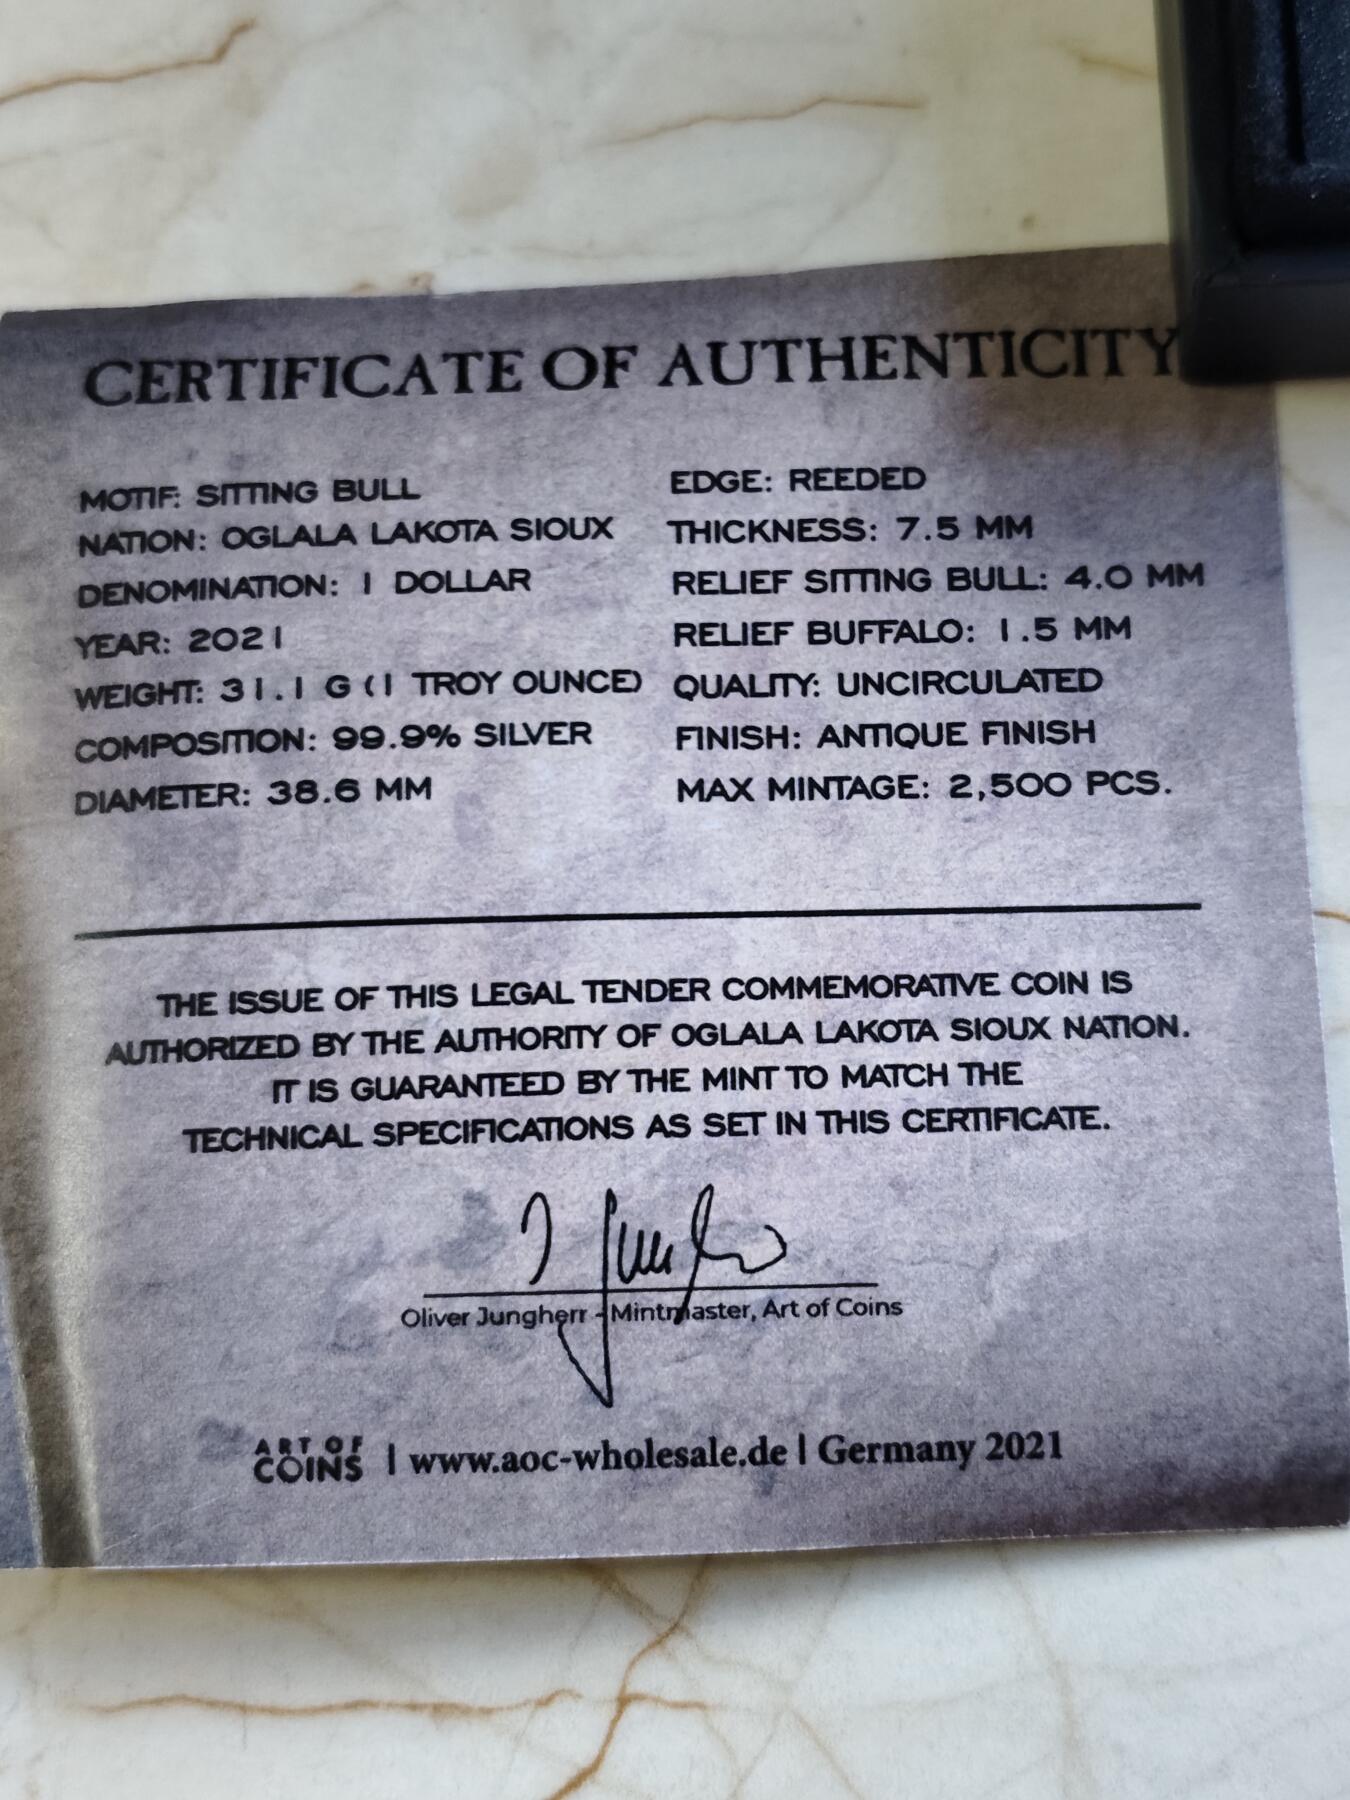 CERTIFICATE OF AUTHENTICITY
MOTIF: SITTING BULL
NATION: OGLALA LAKOTA SIOUX
DENOMINATION: 1 DOLLAR
YEAR: 2021
WEIGHT: 31.1 G (1 TROY OUNCE)
COMPOSITION: 99.9% SILVER
DIAMETER: 38.6 MM
EDGE: REEDED
THICKNESS: 7.5 MM
RELIEF SITTING BULL: 4.0 MM
RELIEF BUFFALO: 1.5 MM
QUALITY: UNCIRCULATED
FINISH: ANTIQUE FINISH
MAX MINTAGE: 2,500 PCS.
THE ISSUE OF THIS LEGAL TENDER COMMEMORATIVE COIN IS
AUTHORIZED BY THE AUTHORITY OF OGLALA LAKOTA SIOUX NATION.
IT IS GUARANTEED BY THE MINT TO MATCH THE
TECHNICAL SPECIFICATIONS AS SET IN THIS CERTIFICATE.
Oliver Jungherr - Mintmaster, Art of Coins
ART OF
COINS | www.aoc-wholesale.de | Germany 2021